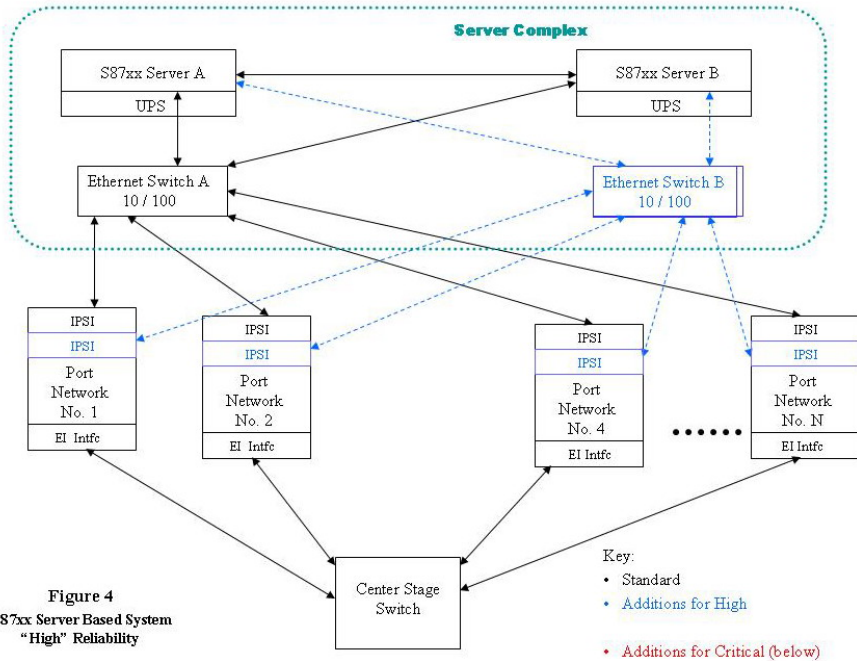 Server Complex
S87xx Server A
UPS
S87xx Server B
UPS
Ethernet Switch A
10 / 100
Ethernet Switch B
10 / 100
IPSI
IPSI
Port
Network
No. 1
EI Intfc
IPSI
IPSI
Port
Network
No. 2
EI Intfc
IPSI
IPSI
Port
Network
No. 4
EI Intfc
IPSI
IPSI
Port
Network
No. N
EI Intfc
Center Stage
Switch
Figure 4
87xx Server Based System
“High” Reliability
Key:
• Standard
• Additions for High
• Additions for Critical (below)